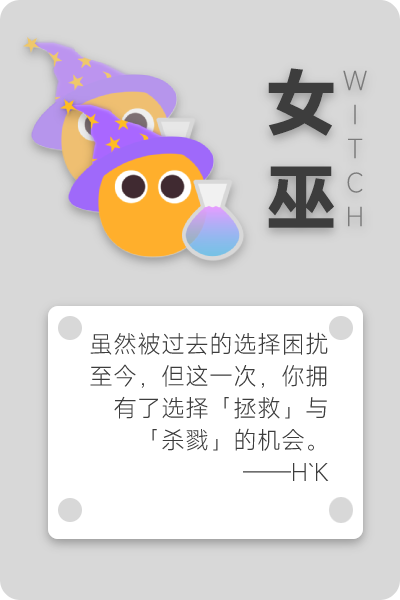 女巫
WITCH
虽然被过去的选择困扰
至今，但这一次，你拥
有了选择「拯救」与
「杀戮」的机会。
——H`K